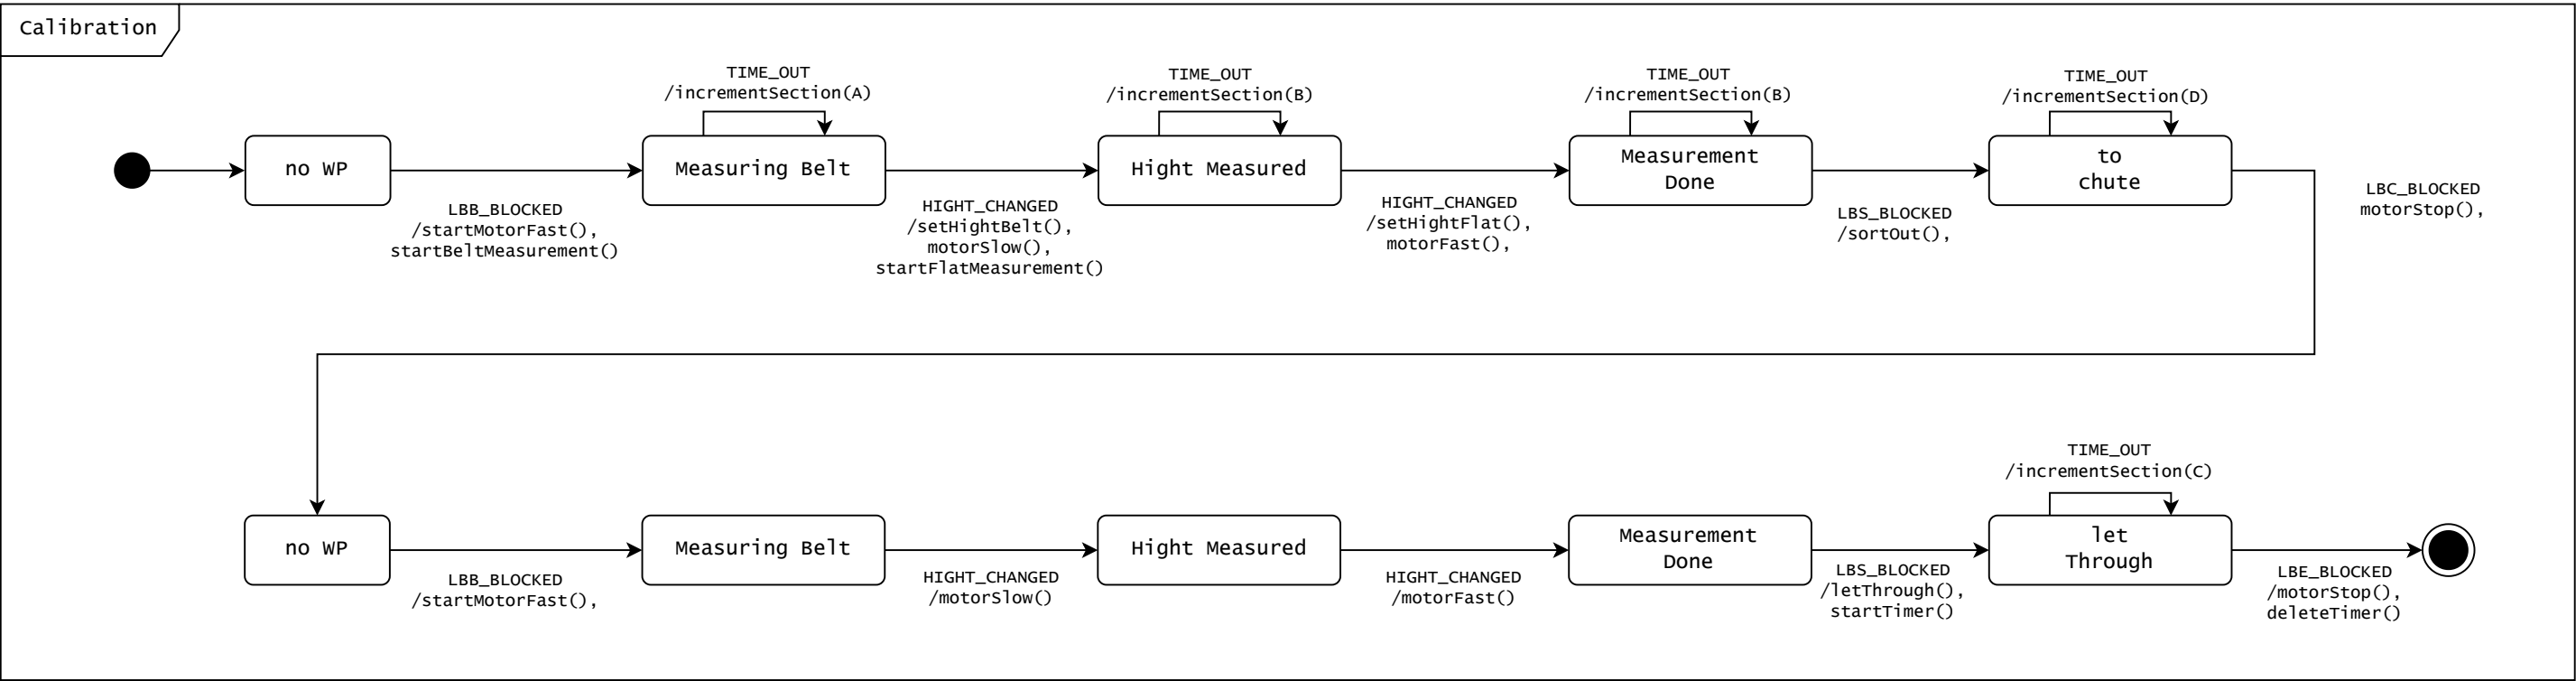 Calibration
TIME_OUT
/incrementSection(A)
TIME_OUT
/incrementSection(B)
TIME_OUT
/incrementSection(B)
TIME_OUT
/incrementSection(D)
no WP
Measuring Belt
Hight Measured
Measurement
Done
to
chute
LBB_BLOCKED
/startMotorFast(),
startBeltMeasurement()
HIGHT_CHANGED
/setHightBelt(),
motorSlow(),
startFlatMeasurement()
HIGHT_CHANGED
/setHightFlat(),
motorFast(),
LBS_BLOCKED
/sortOut(),
LBC_BLOCKED
motorStop(),
TIME_OUT
/incrementSection(C)
no WP
Measuring Belt
Hight Measured
Measurement
Done
let
Through
LBB_BLOCKED
/startMotorFast(),
HIGHT_CHANGED
/motorSlow()
HIGHT_CHANGED
/motorFast()
LBS_BLOCKED
/letThrough(),
startTimer()
LBE_BLOCKED
/motorStop(),
deleteTimer()